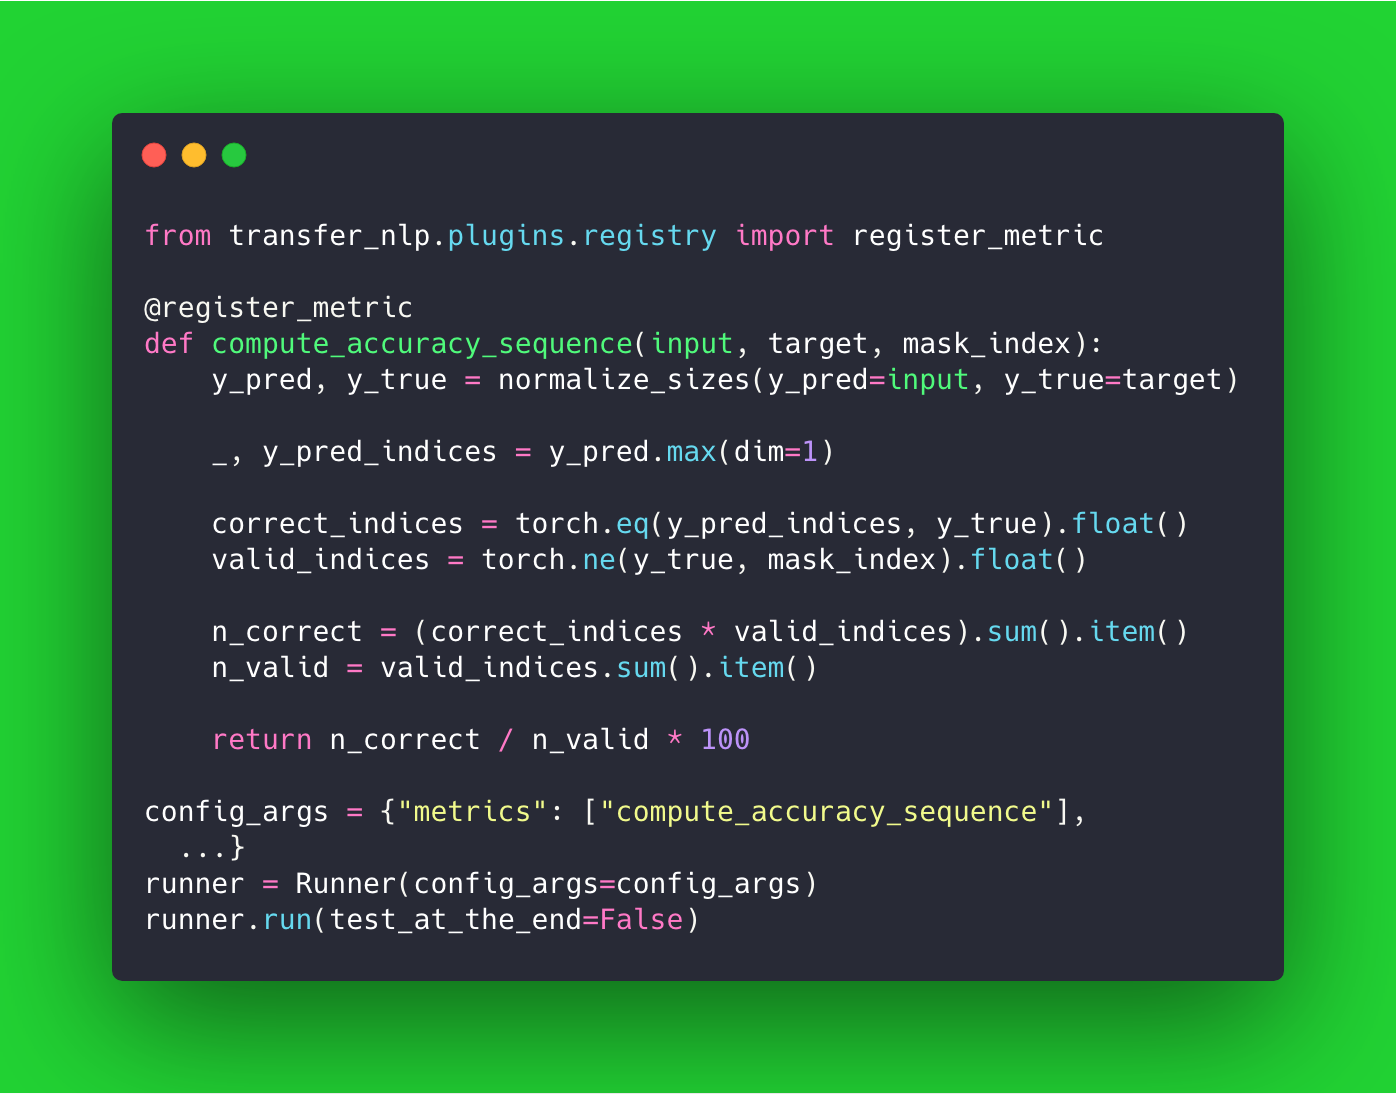 from transfer_nlp.plugins.registry import register_metric

@register_metric
def compute_accuracy_sequence(input, target, mask_index):
    y_pred, y_true = normalize_sizes(y_pred=input, y_true=target)

    _, y_pred_indices = y_pred.max(dim=1)

    correct_indices = torch.eq(y_pred_indices, y_true).float()
    valid_indices = torch.ne(y_true, mask_index).float()

    n_correct = (correct_indices * valid_indices).sum().item()
    n_valid = valid_indices.sum().item()

    return n_correct / n_valid * 100

config_args = {"metrics": ["compute_accuracy_sequence"],
  ...}
runner = Runner(config_args=config_args)
runner.run(test_at_the_end=False)